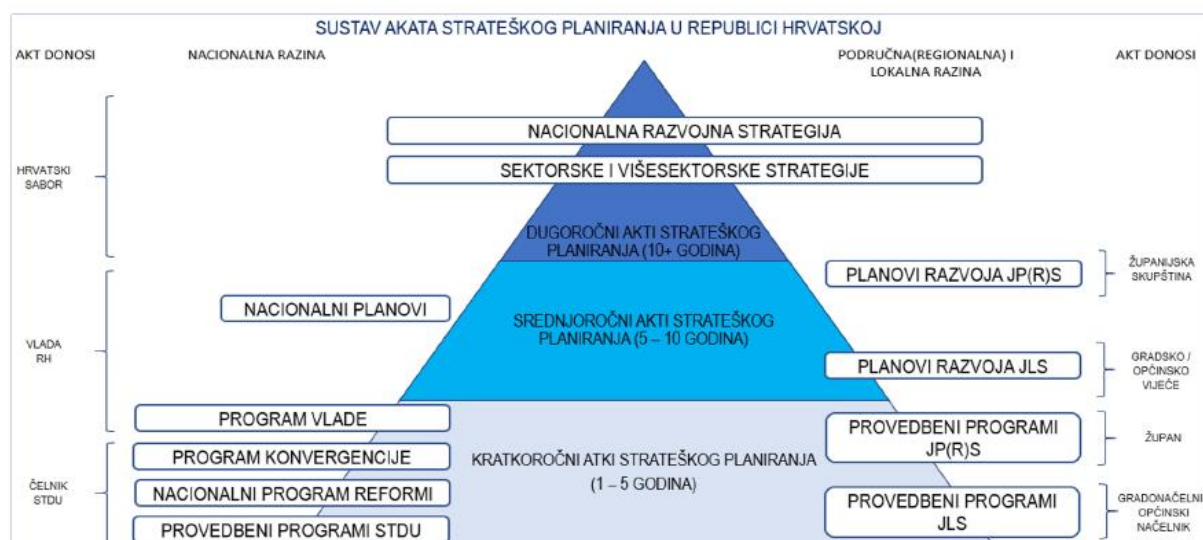 SUSTAV AKATA STRATEŠKOG PLANIRANJA U REPUBLICI HRVATSKOJ
AKT DONOSI
NACIONALNA RAZINA
PODRUČNA(REGIONALNA) I
LOKALNA RAZINA
AKT DONOSI
NACIONALNA RAZVOJNA STRATEGIJA
SEKTORSKE I VIŠESEKTORSKE STRATEGIJE
HRVATSKI
SABOR
DUGOROČNI AKTI STRATEŠKOG
PLANIRANJA (10+ GODINA)
PLANOVI RAZVOJA JP(R)S
ŽUPANIJSKA
SKUPŠTINA
NACIONALNI PLANOVI
SREDNJOROČNI AKTI STRATEŠKOG
PLANIRANJA (5 – 10 GODINA)
VLADA
RH
PLANOVI RAZVOJA JLS
GRADSKO /
OPĆINSKO
VIJEĆE
PROGRAM VLADE
PROVEDBENI PROGRAMI
JP(R)S
ŽUPAN
PROGRAM KONVERGENCIJE
KRATKOROČNI ATKI STRATEŠKOG PLANIRANJA
(1 – 5 GODINA)
ČELNIK
STDU
NACIONALNI PROGRAM REFORMI
PROVEDBENI PROGRAMI STDU
PROVEDBENI PROGRAMI
JLS
GRADONAČELNI
OPĆINSKI
NAČELNIK